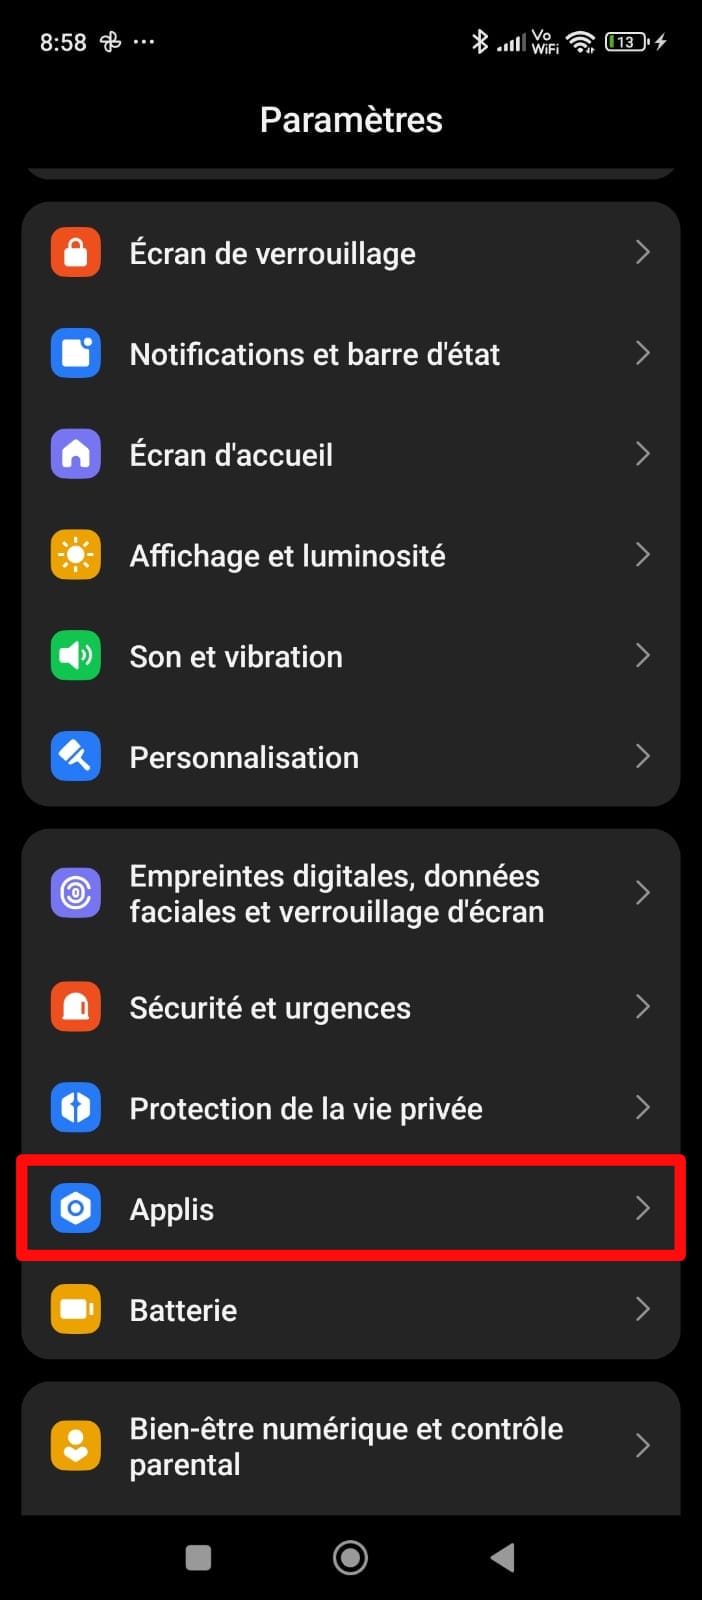 8:58 ...
Vo
WiFi
13
Paramètres
Écran de verrouillage
Notifications et barre d'état
Écran d'accueil
Affichage et luminosité
Son et vibration
Personnalisation
Empreintes digitales, données
faciales et verrouillage d'écran
Sécurité et urgences
Protection de la vie privée
Applis
Batterie
Bien-être numérique et contrôle
parental